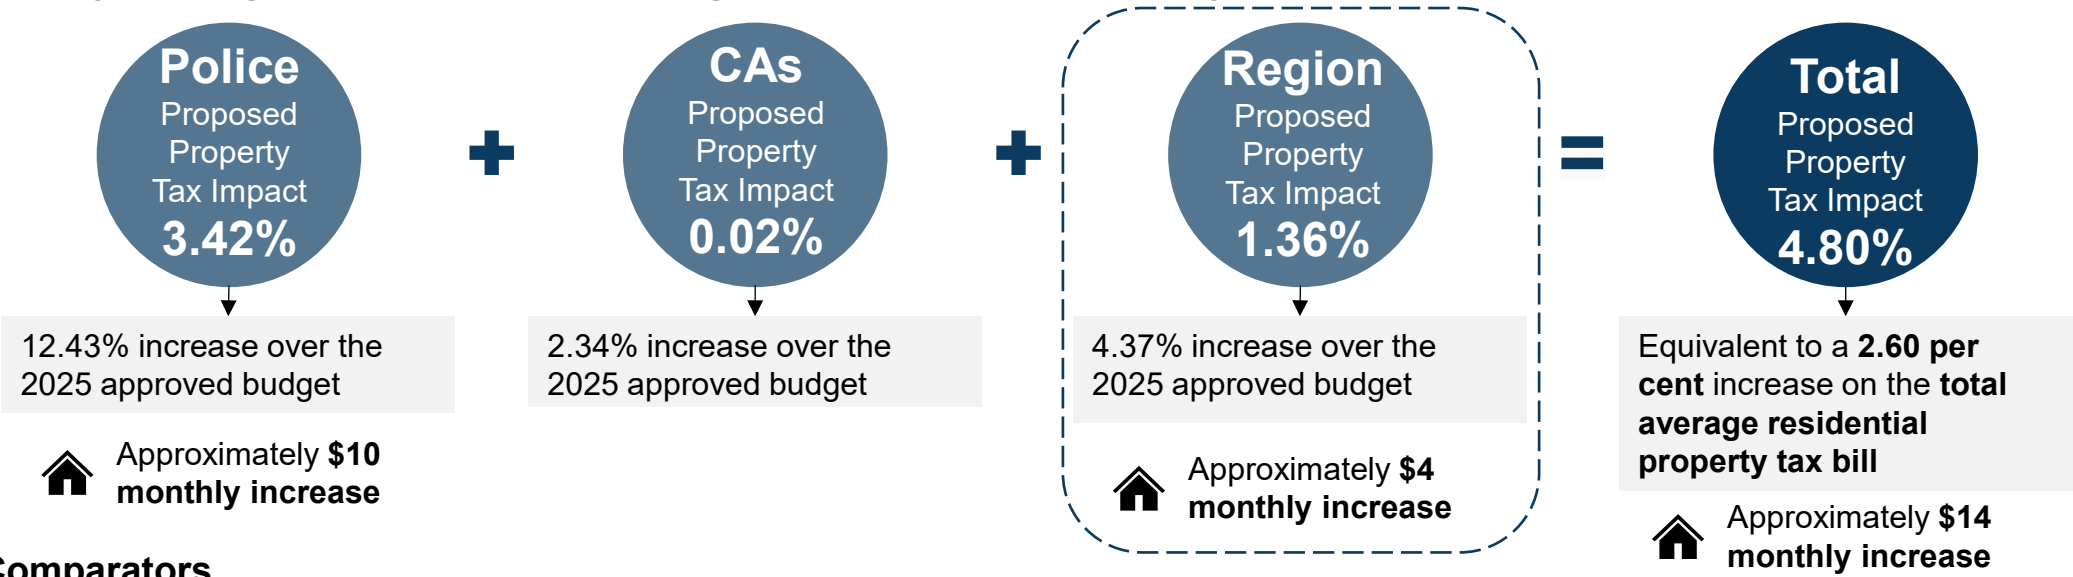 Police
Proposed
Property
Tax Impact
3.42%
12.43% increase over the
2025 approved budget
Approximately $10
monthly increase
CAs
Proposed
Property
Tax Impact
0.02%
2.34% increase over the
2025 approved budget
Region
Proposed
Property
Tax Impact
1.36%
4.37% increase over the
2025 approved budget
Approximately $4
monthly increase
Total
Proposed
Property
Tax Impact
4.80%
Equivalent to a 2.60 per
cent increase on the total
average residential
property tax bill
Approximately $14
monthly increase
Comparators